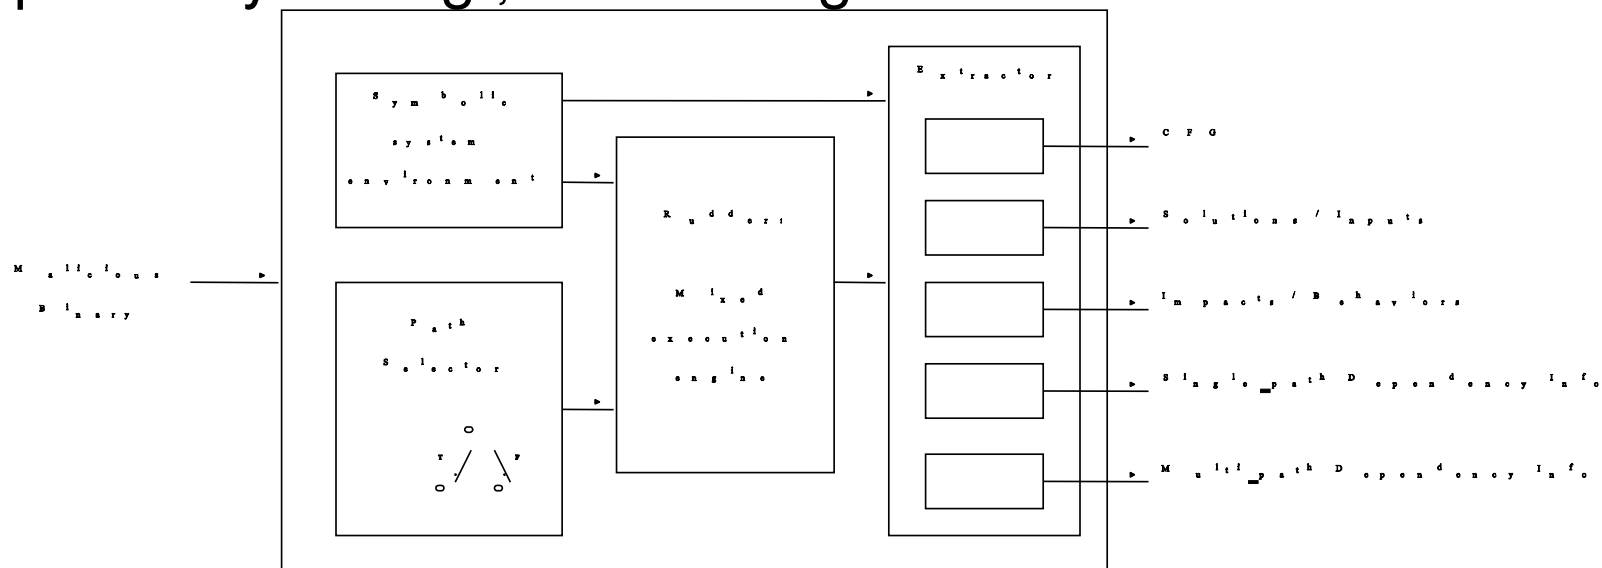 Malicious
Binary
Symbolic
system
environment
Path
Selector
T F
Rudder:
Mixed
execution
engine
Extractor
CFG
Solutions / Inputs
Impacts / Behaviors
Single_path Dependency Info
Multi_path Dependency Info